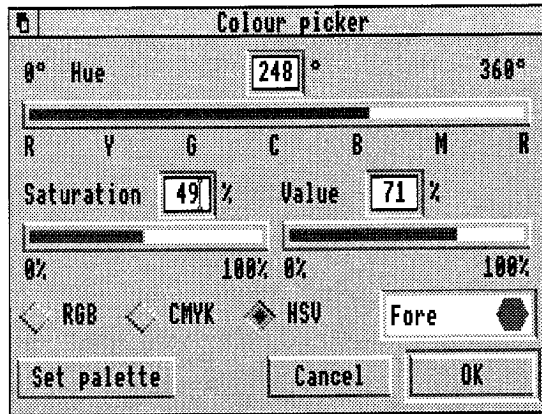 Colour picker
0° Hue 248 ° 360°
R Y G C B M R
Saturation 49 % Value 71 %
0% 100% 0% 100%
RGB CMYK HSV Fore
Set palette Cancel OK